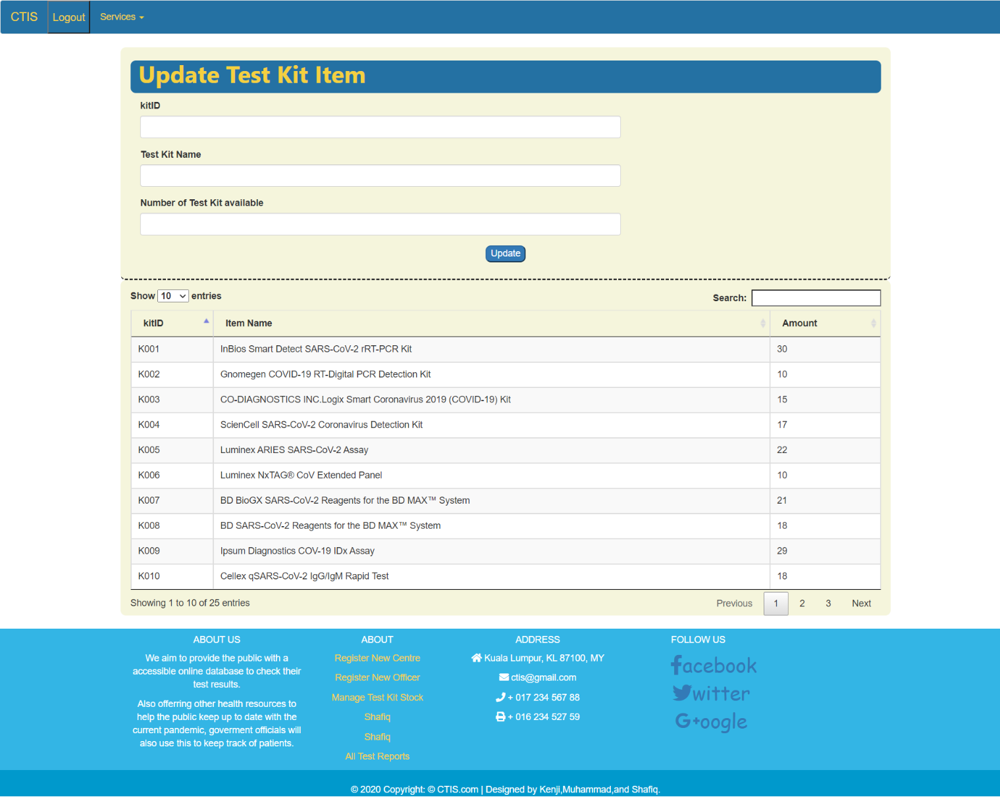 CTIS Logout Services
Update Test Kit Item
kitID
Test Kit Name
Number of Test Kit available
Update
Show 10 entries Search:
kitID Item Name Amount
K001 InBios Smart Detect SARS-CoV-2 rRT-PCR Kit 30
K002 Gnomegen COVID-19 RT-Digital PCR Detection Kit 10
K003 CO-DIAGNOSTICS INC.Logix Smart Coronavirus 2019 (COVID-19) Kit 15
K004 ScienCell SARS-CoV-2 Coronavirus Detection Kit 17
K005 Luminex ARIES SARS-CoV-2 Assay 22
K006 Luminex NxTAG® CoV Extended Panel 10
K007 BD BioGX SARS-CoV-2 Reagents for the BD MAX™ System 21
K008 BD SARS-CoV-2 Reagents for the BD MAX™ System 18
K009 Ipsum Diagnostics COV-19 IDx Assay 29
K010 Cellex qSARS-CoV-2 IgG/IgM Rapid Test 18
Showing 1 to 10 of 25 entries Previous 1 2 3 Next
ABOUT US
We aim to provide the public with a
accessible online database to check their
test results.
Also offerring other health resources to
help the public keep up to date with the
current pandemic, goverment officials will
also use this to keep track of patients.
ABOUT
Register New Centre
Register New Officer
Manage Test Kit Stock
Shafiq
Shafiq
All Test Reports
ADDRESS
Kuala Lumpur, KL 87100, MY
ctis@gmail.com
+ 017 234 567 88
+ 016 234 527 59
FOLLOW US
facebook
witter
G+oogle
© 2020 Copyright: © CTIS.com | Designed by Kenji,Muhammad,and Shafiq.